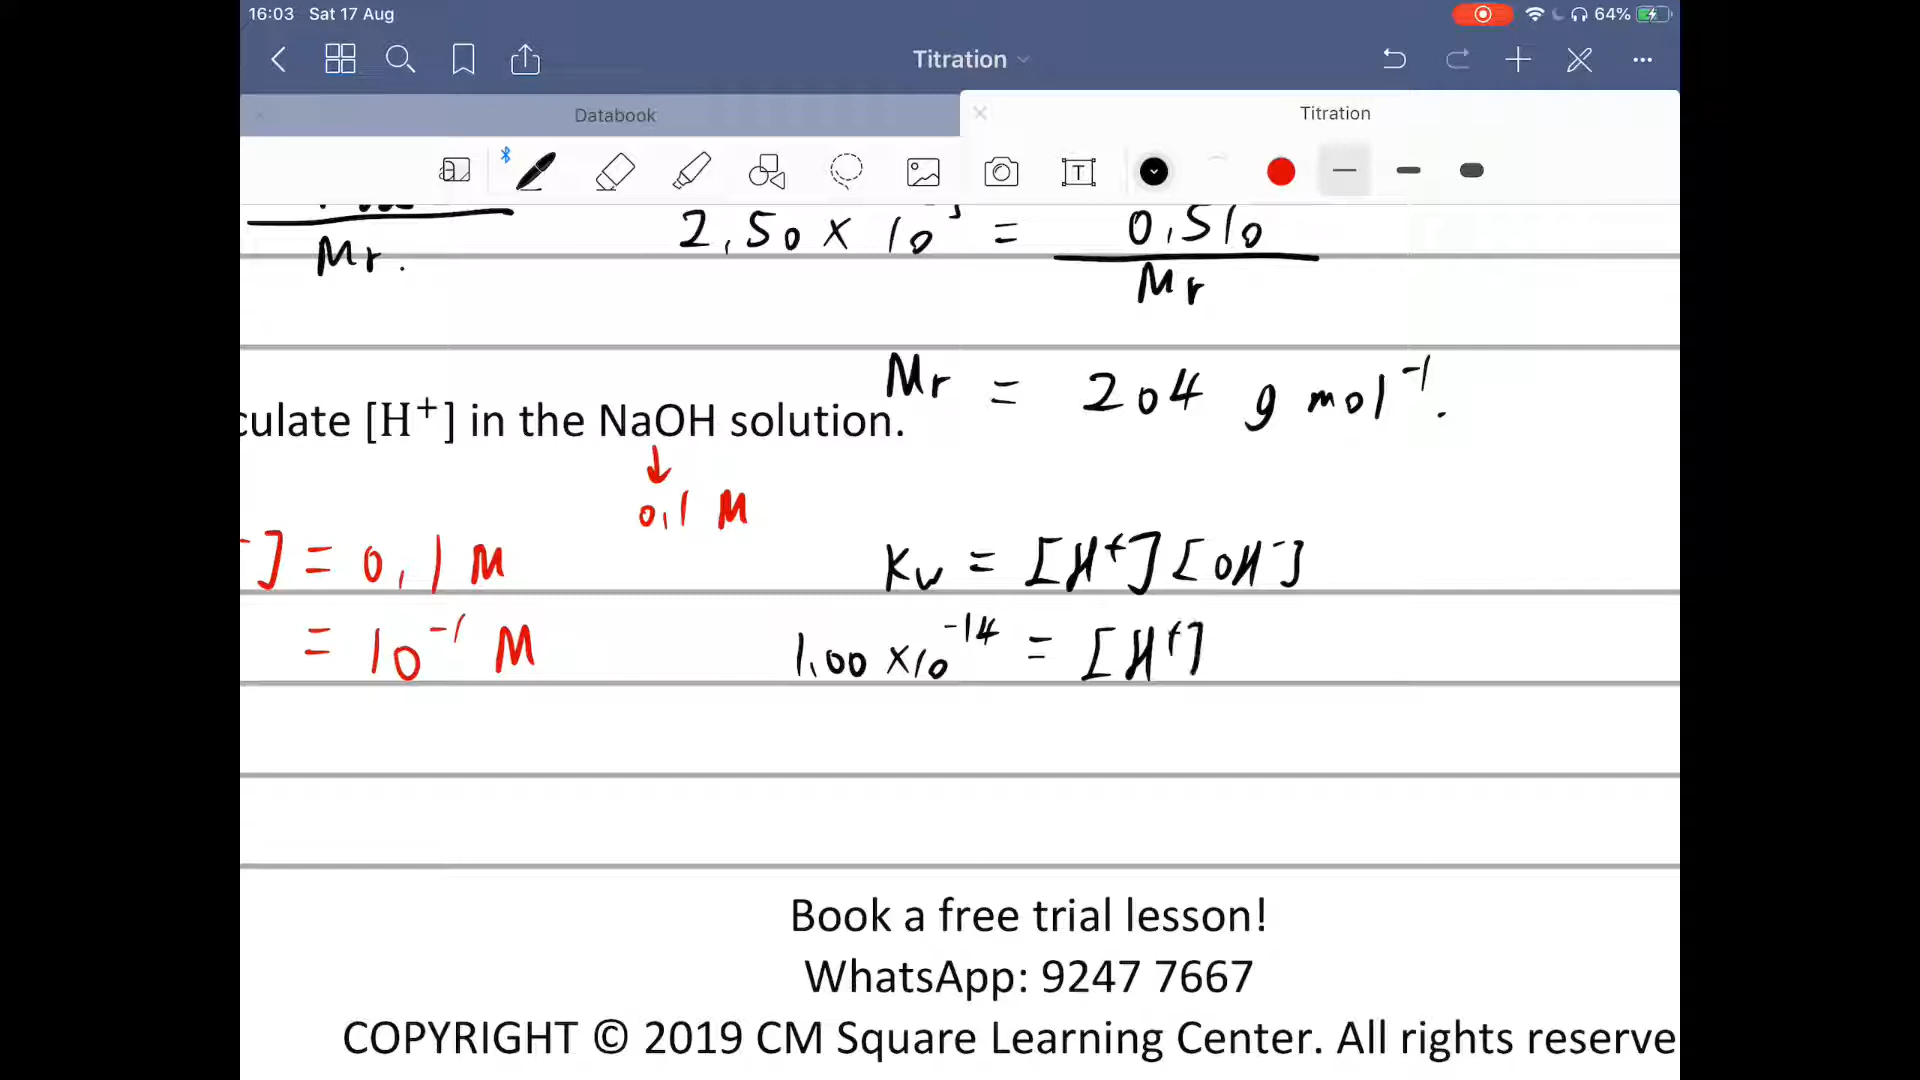 16:03 Sat 17 Aug
64%
Titration
Databook
Titration
Mr.
2.50 × 10 = 0.510
Mr
Mr = 204 g mol⁻¹.
culate [H⁺] in the NaOH solution.
↓
0.1 M
⁻] = 0.1 M
Kw = [H⁺][OH⁻]
= 10⁻¹ M
1.00 ×10⁻¹⁴ = [H⁺]
Book a free trial lesson!
WhatsApp: 9247 7667
COPYRIGHT © 2019 CM Square Learning Center. All rights reserve